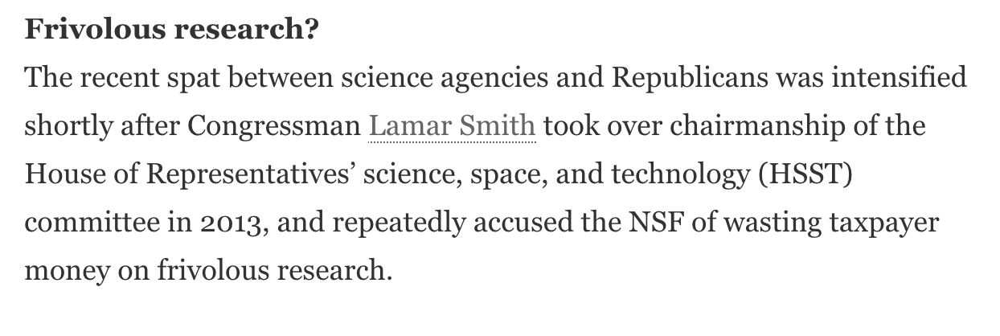 Frivolous research?
The recent spat between science agencies and Republicans was intensified
shortly after Congressman Lamar Smith took over chairmanship of the
House of Representatives’ science, space, and technology (HSST)
committee in 2013, and repeatedly accused the NSF of wasting taxpayer
money on frivolous research.